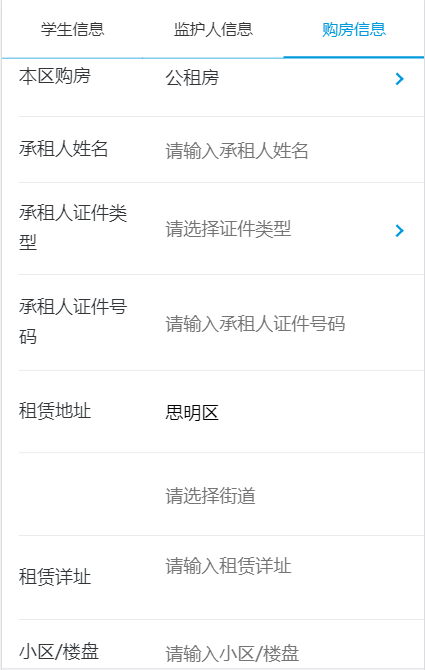 学生信息 监护人信息 购房信息
本区购房 公租房
承租人姓名 请输入承租人姓名
承租人证件类
型 请选择证件类型
承租人证件号
码 请输入承租人证件号码
租赁地址 思明区
请选择街道
租赁详址 请输入租赁详址
小区/楼盘 请输入小区/楼盘